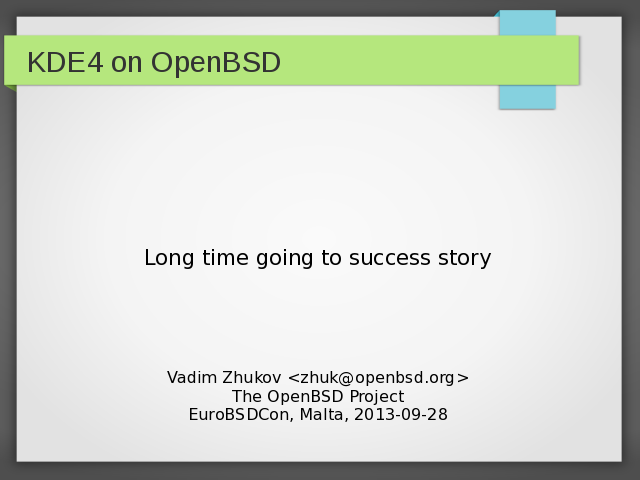 KDE4 on OpenBSD
Long time going to success story
Vadim Zhukov <zhuk@openbsd.org>
The OpenBSD Project
EuroBSDCon, Malta, 2013-09-28